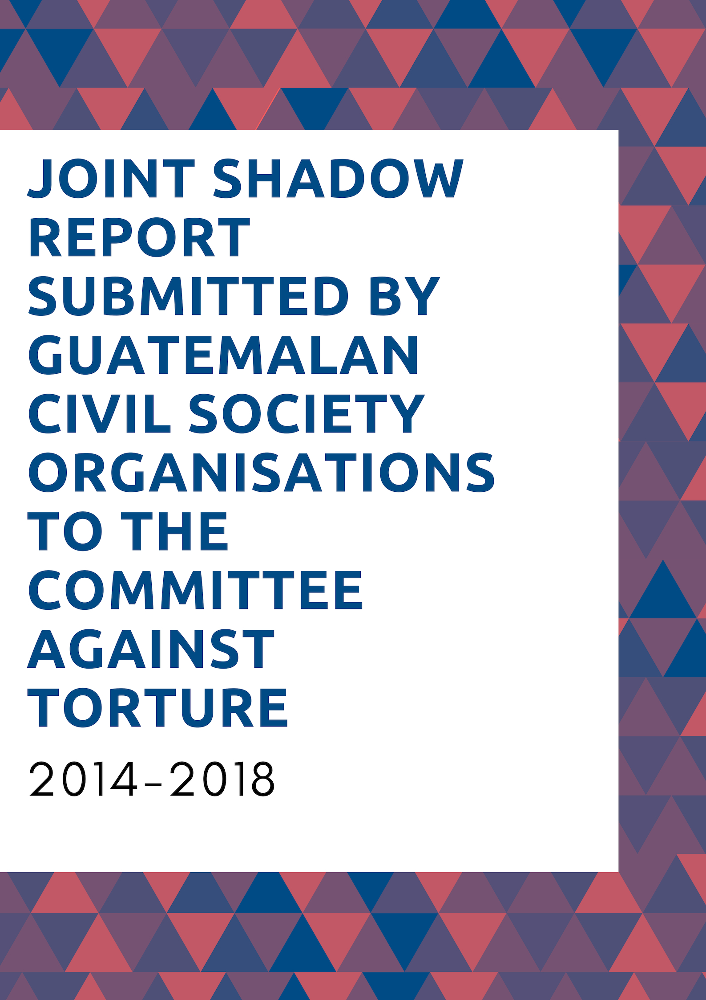 JOINT SHADOW
REPORT
SUBMITTED BY
GUATEMALAN
CIVIL SOCIETY
ORGANISATIONS
TO THE
COMMITTEE
AGAINST
TORTURE
2014–2018